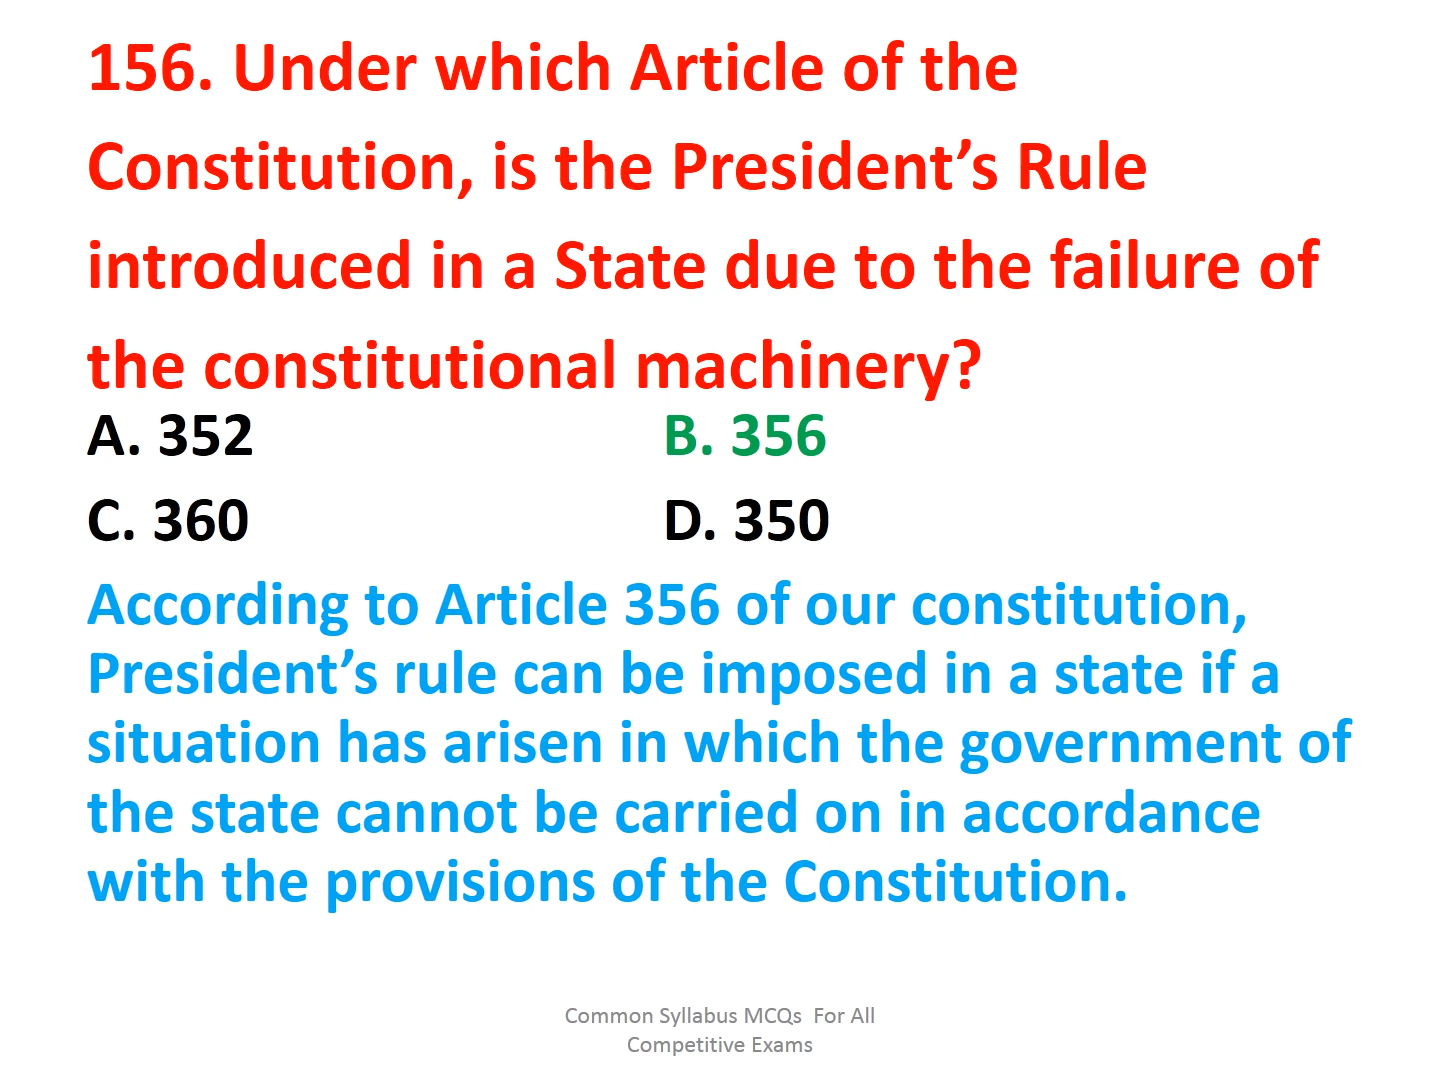 156. Under which Article of the
Constitution, is the President’s Rule
introduced in a State due to the failure of
the constitutional machinery?
A. 352 B. 356
C. 360 D. 350
According to Article 356 of our constitution,
President’s rule can be imposed in a state if a
situation has arisen in which the government of
the state cannot be carried on in accordance
with the provisions of the Constitution.
Common Syllabus MCQs For All
Competitive Exams